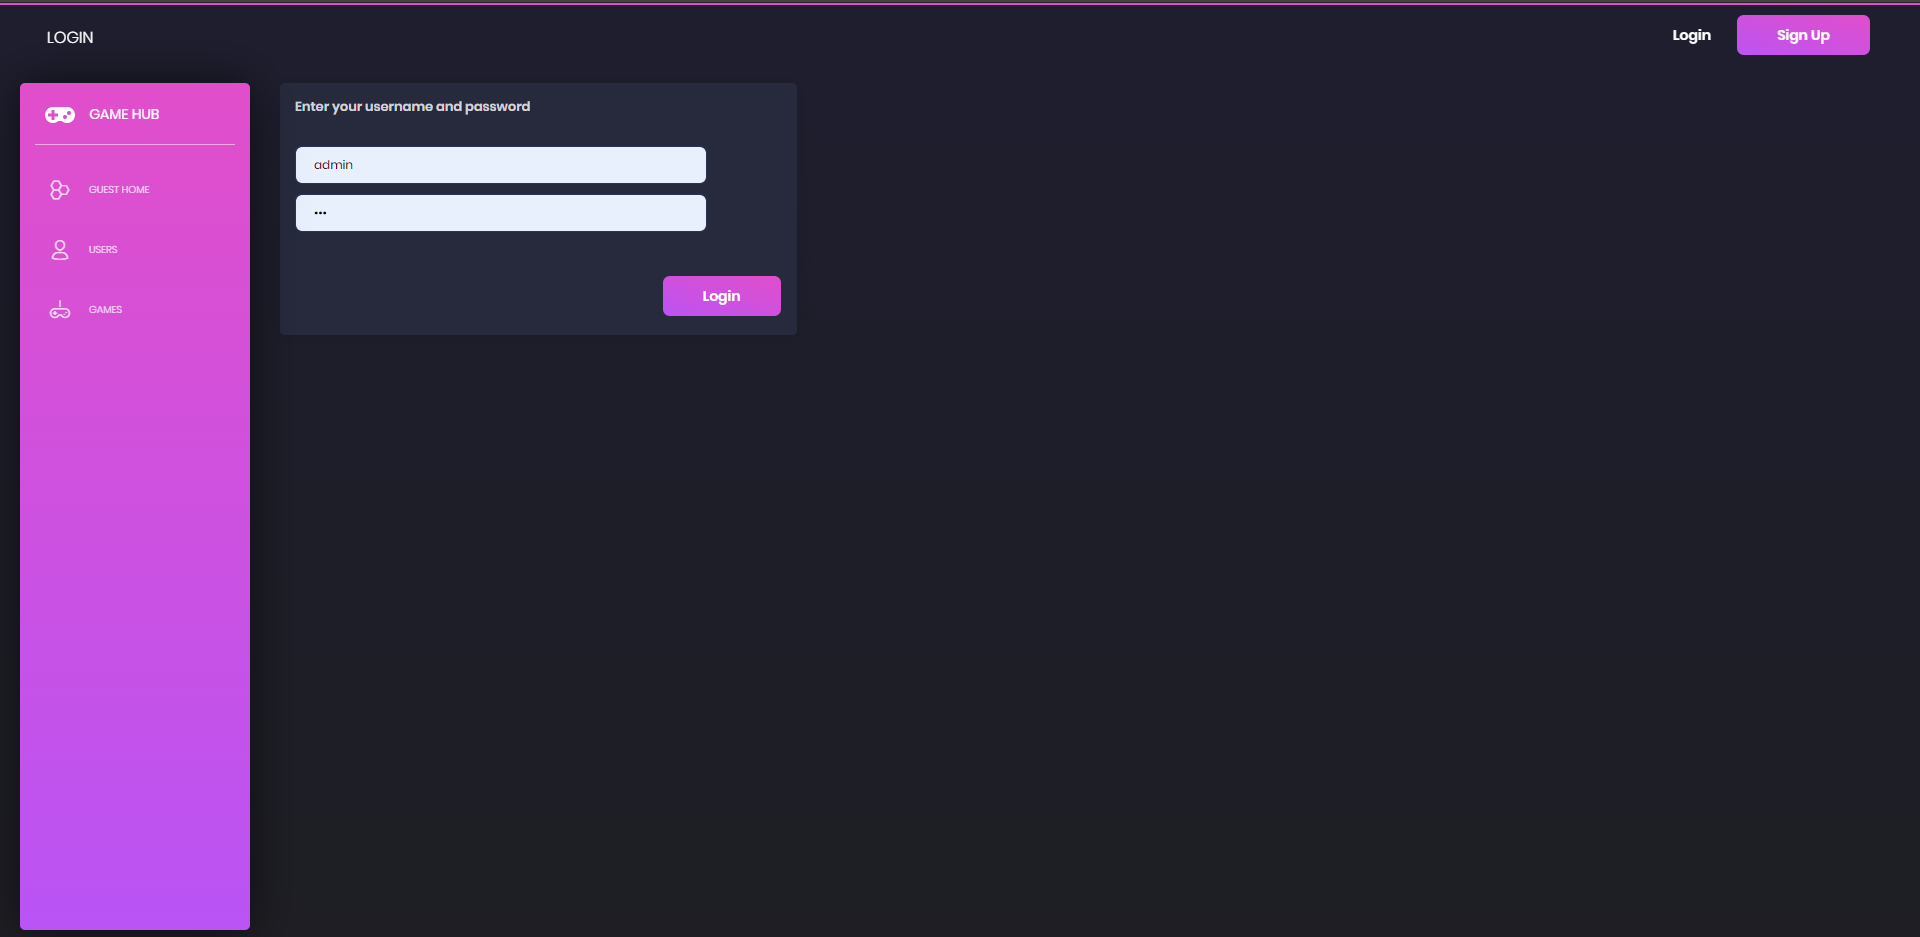 LOGIN
Login
Sign Up
GAME HUB
GUEST HOME
USERS
GAMES
Enter your username and password
admin
•••
Login